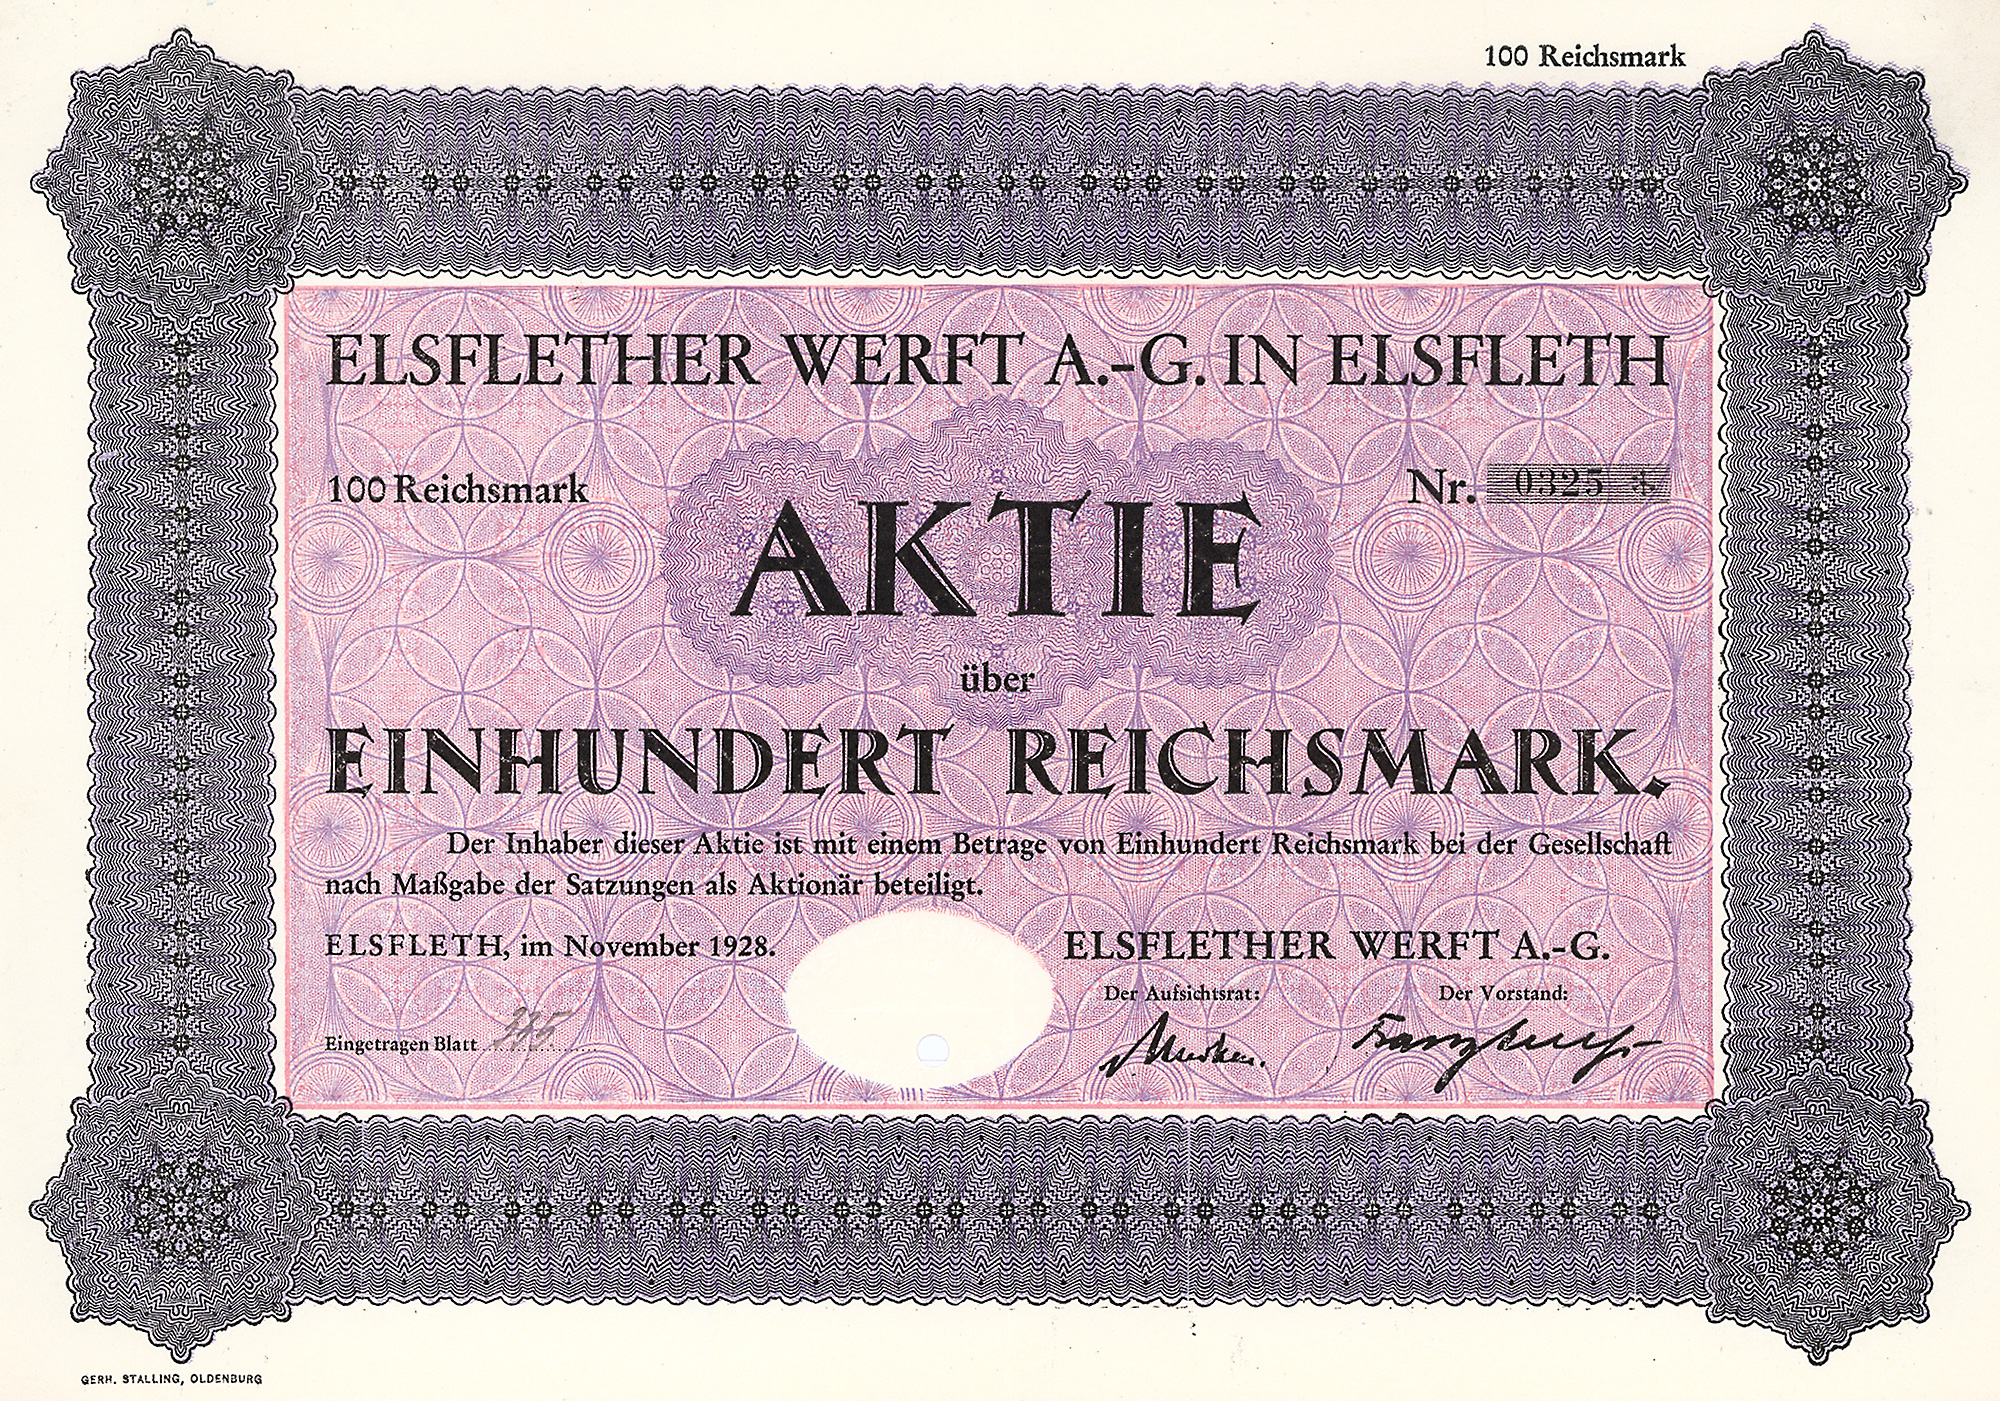 100 Reichsmark
ELSFLETHER WERFT A.-G. IN ELSFLETH
100 Reichsmark
Nr. 0325 *
AKTIE
über
EINHUNDERT REICHSMARK.
Der Inhaber dieser Aktie ist mit einem Betrage von Einhundert Reichsmark bei der Gesellschaft
nach Maßgabe der Satzungen als Aktionär beteiligt.
ELSFLETH, im November 1928.
ELSFLETHER WERFT A.-G.
Der Aufsichtsrat:
Der Vorstand:
Eingetragen Blatt
GERH. STALLING, OLDENBURG